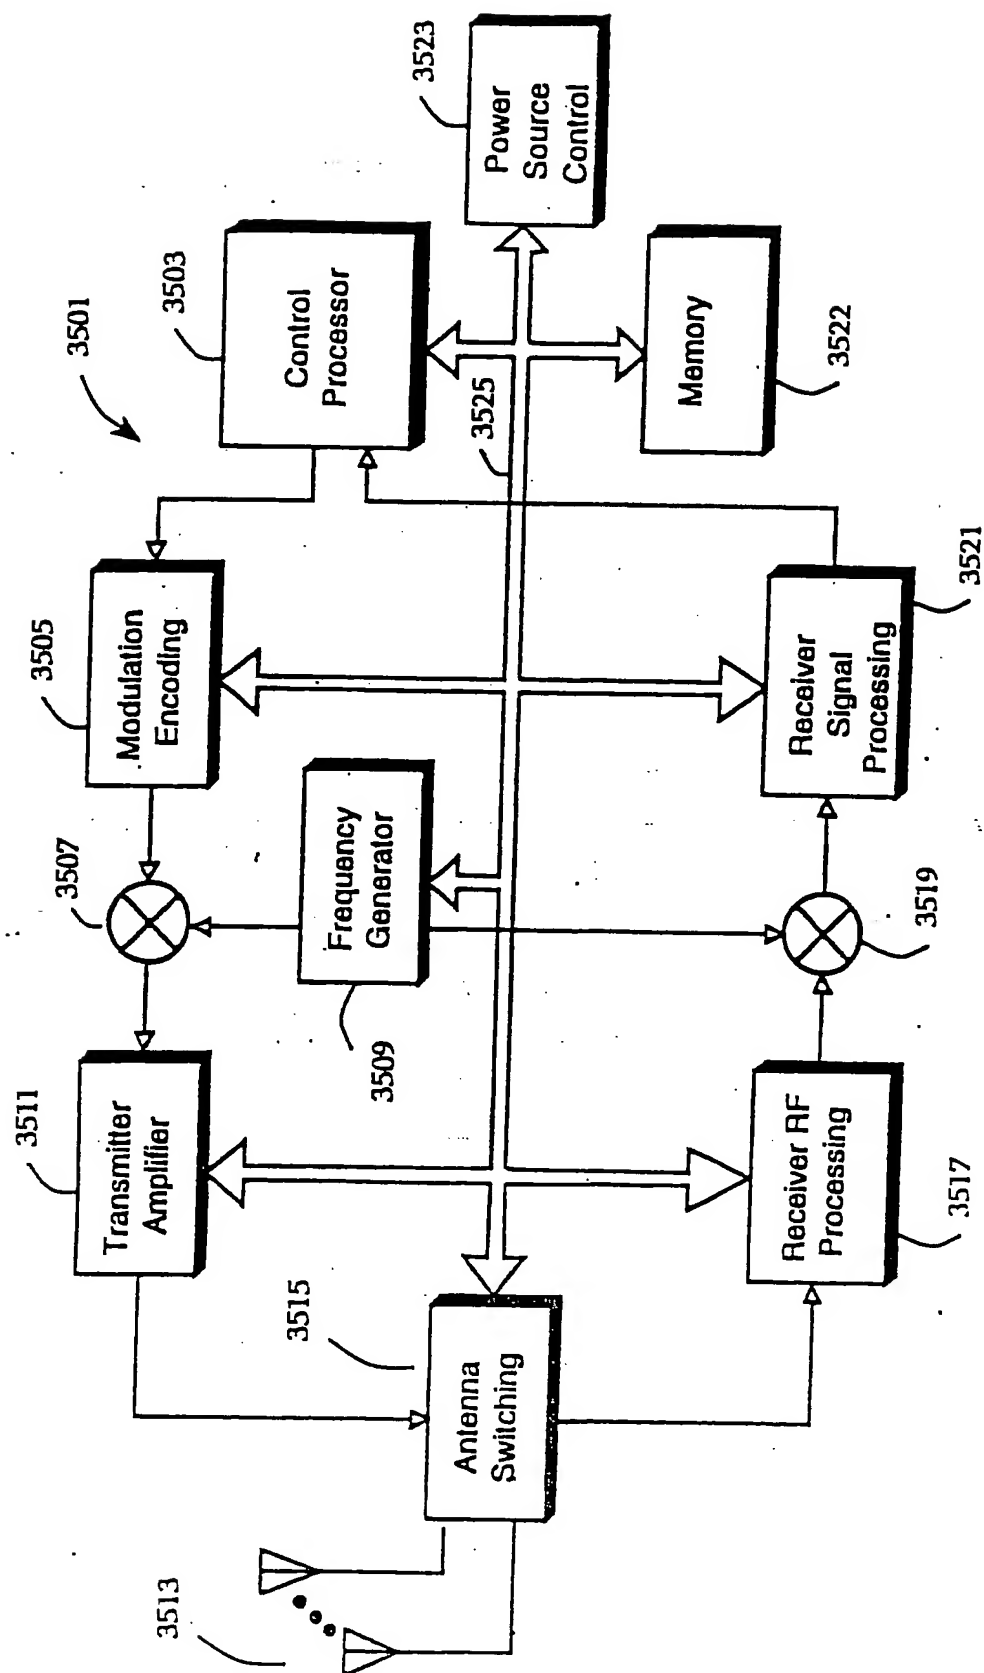 3501
3503
Control
Processor
3523
Power
Source
Control
3505
Modulation
Encoding
3525
Memory
3522
3507
Frequency
Generator
3509
3511
Transmitter
Amplifier
3521
Receiver
Signal
Processing
3519
3515
Antenna
Switching
Receiver RF
Processing
3517
3513